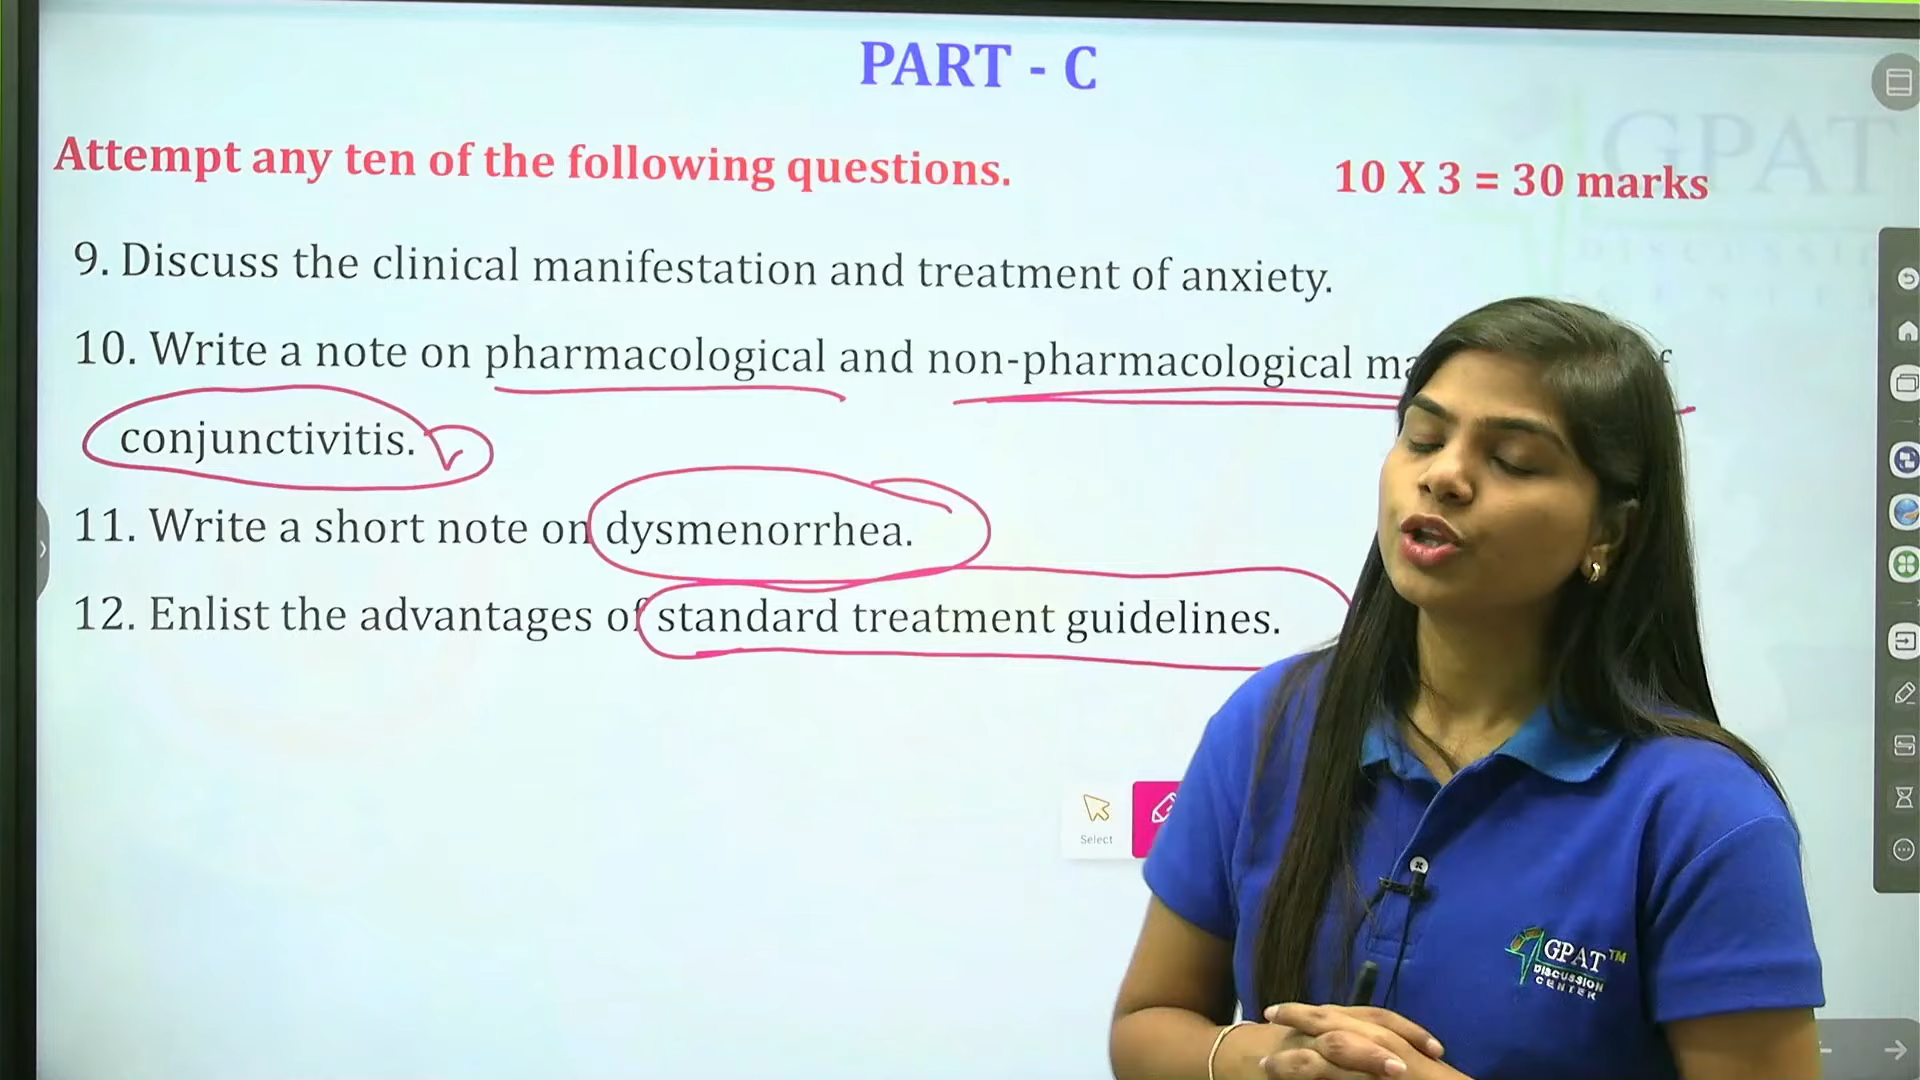 PART - C
Attempt any ten of the following questions. 10 X 3 = 30 marks
9. Discuss the clinical manifestation and treatment of anxiety.
10. Write a note on pharmacological and non-pharmacological
conjunctivitis.
11. Write a short note on dysmenorrhea.
12. Enlist the advantages of standard treatment guidelines.
Select
GPAT
GPAT™
DISCUSSION
CENTER